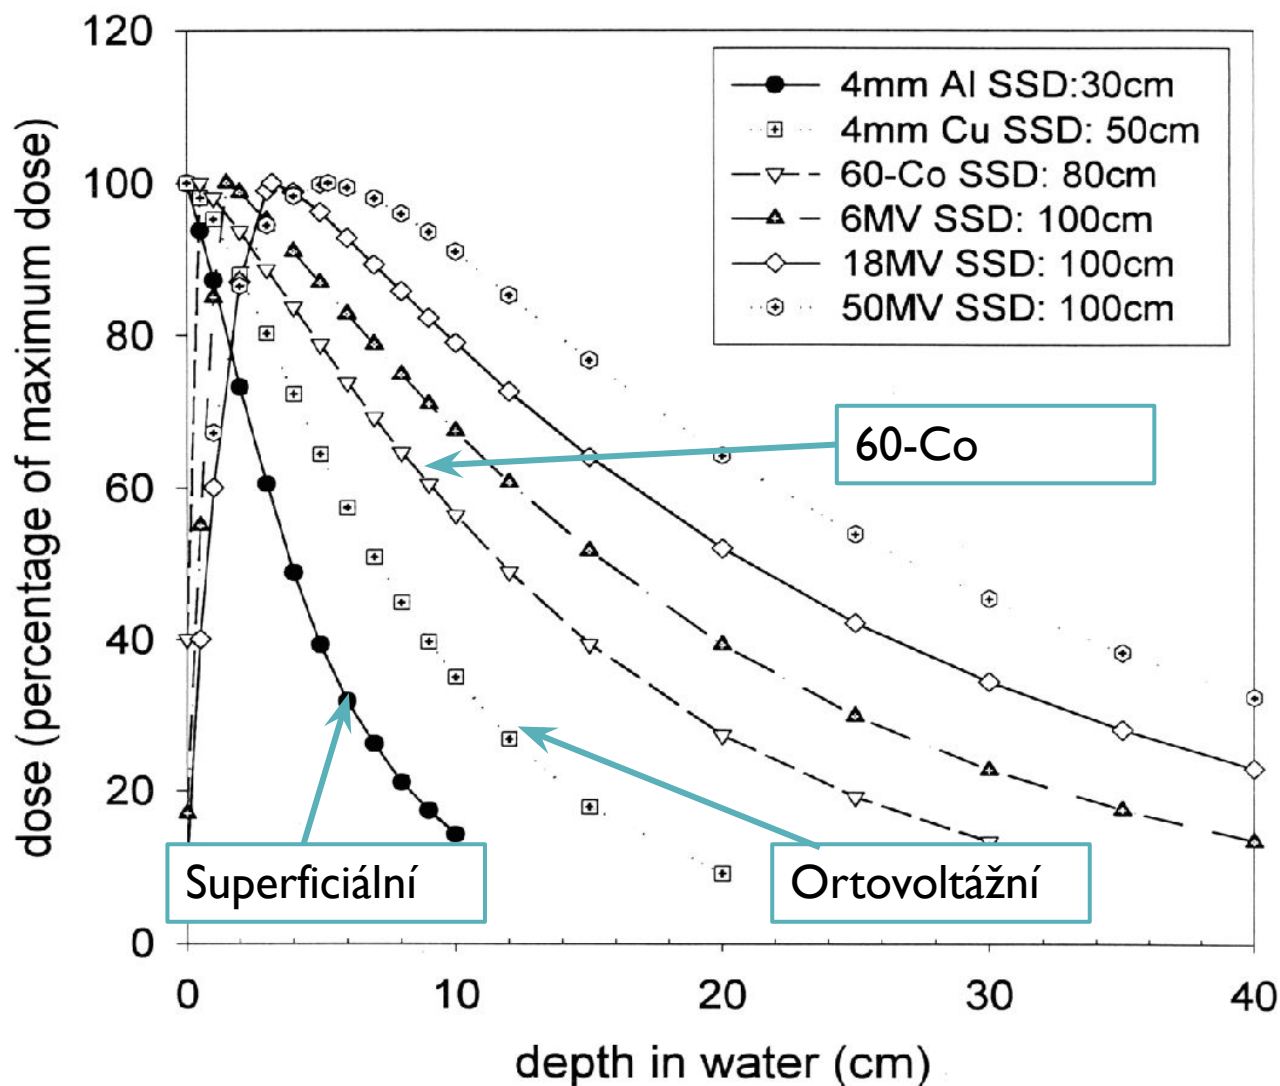 120
100
80
60
40
20
0
dose (percentage of maximum dose)
4mm Al SSD:30cm
4mm Cu SSD: 50cm
60-Co SSD: 80cm
6MV SSD: 100cm
18MV SSD: 100cm
50MV SSD: 100cm
60-Co
Superficiální
Ortovoltážní
0
10
20
30
40
depth in water (cm)